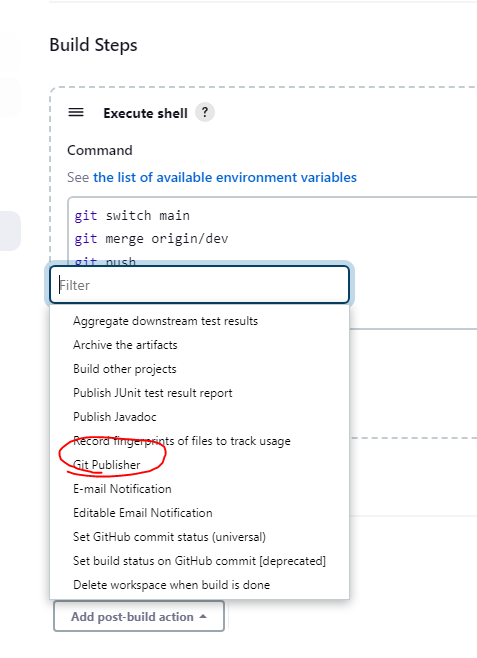 Build Steps
Execute shell ?
Command
See the list of available environment variables
git switch main
git merge origin/dev
git push
Filter
Aggregate downstream test results
Archive the artifacts
Build other projects
Publish JUnit test result report
Publish Javadoc
Record fingerprints of files to track usage
Git Publisher
E-mail Notification
Editable Email Notification
Set GitHub commit status (universal)
Set build status on GitHub commit [deprecated]
Delete workspace when build is done
Add post-build action